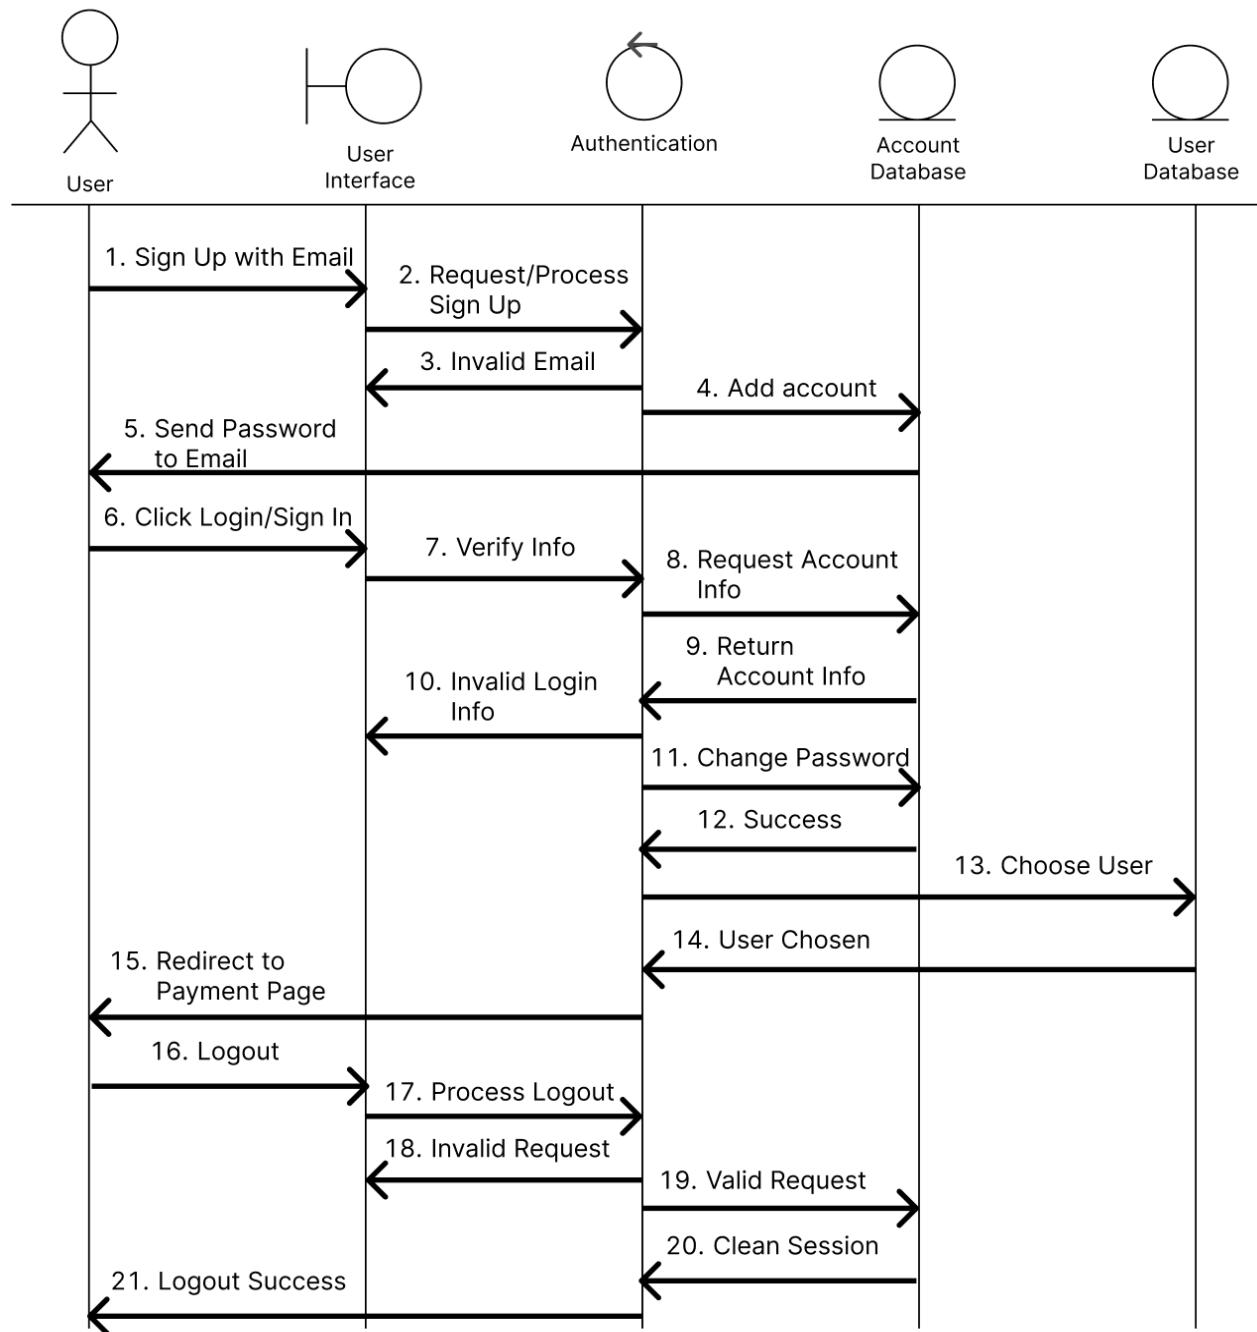 User
User
Interface
Authentication
Account
Database
User
Database
1. Sign Up with Email
2. Request/Process
Sign Up
3. Invalid Email
4. Add account
5. Send Password
to Email
6. Click Login/Sign In
7. Verify Info
8. Request Account
Info
9. Return
Account Info
10. Invalid Login
Info
11. Change Password
12. Success
13. Choose User
14. User Chosen
15. Redirect to
Payment Page
16. Logout
17. Process Logout
18. Invalid Request
19. Valid Request
20. Clean Session
21. Logout Success